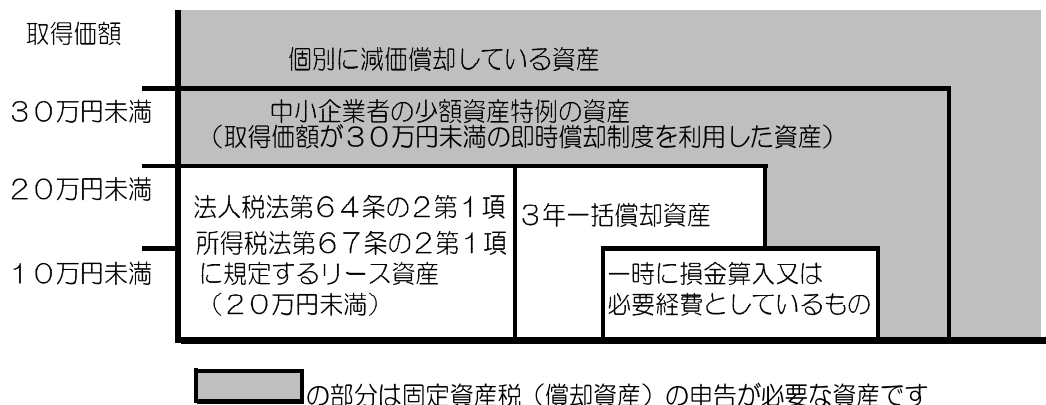 取得価額
個別に減価償却している資産
３０万円未満
中小企業者の少額資産特例の資産
（取得価額が３０万円未満の即時償却制度を利用した資産）
２０万円未満
法人税法第６４条の２第１項
所得税法第６７条の２第１項
に規定するリース資産
（２０万円未満）
３年一括償却資産
１０万円未満
一時に損金算入又は
必要経費としているもの
の部分は固定資産税（償却資産）の申告が必要な資産です